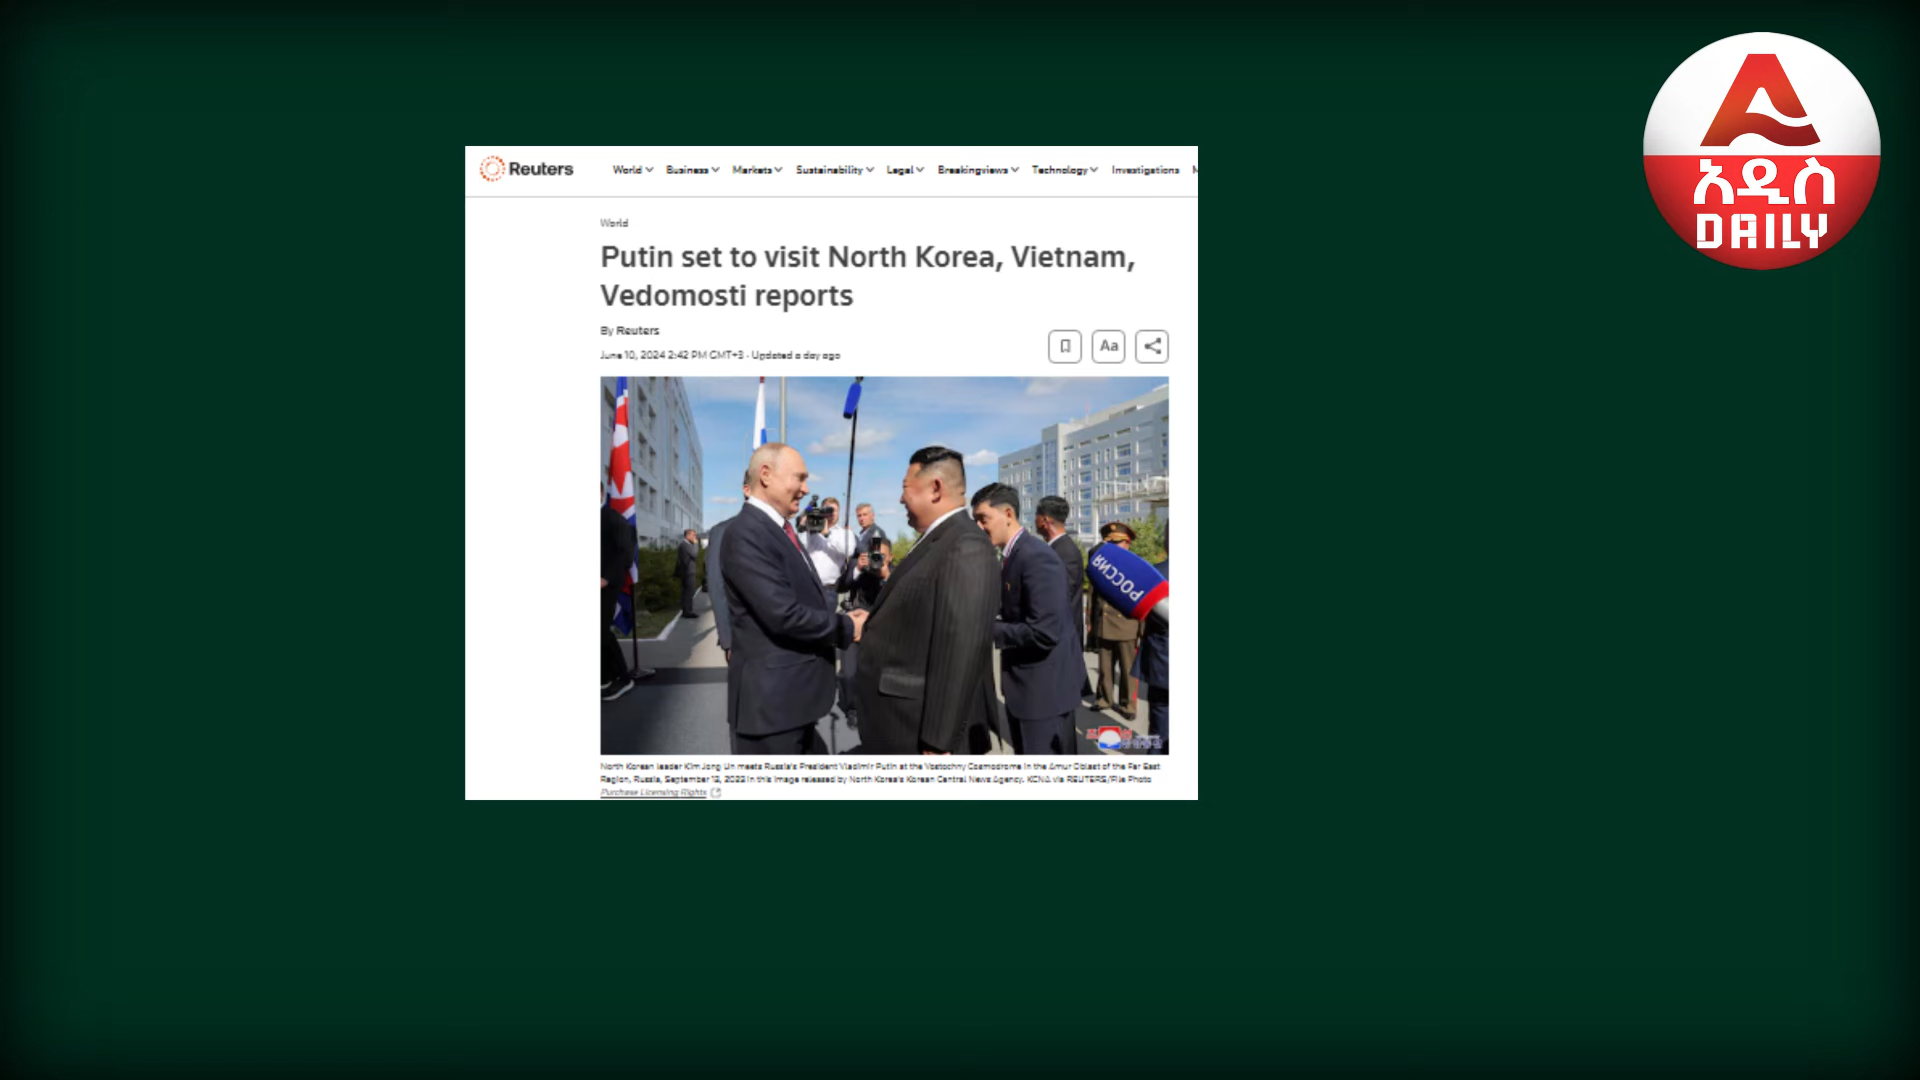 Reuters
World Business Markets Sustainability Legal Breakingviews Technology Investigations
World
Putin set to visit North Korea, Vietnam,
Vedomosti reports
By Reuters
June 10, 2024 2:42 PM GMT+3 · Updated a day ago
Aa
РОССИЯ
North Korean leader Kim Jong Un meets Russia's President Vladimir Putin at the Vostochny Cosmodrome in the Amur Oblast of the Far East
Region, Russia, September 13, 2023 in this image released by North Korea's Korean Central News Agency. KCNA via REUTERS/File Photo
Purchase Licensing Rights
አዲስ
DAILY